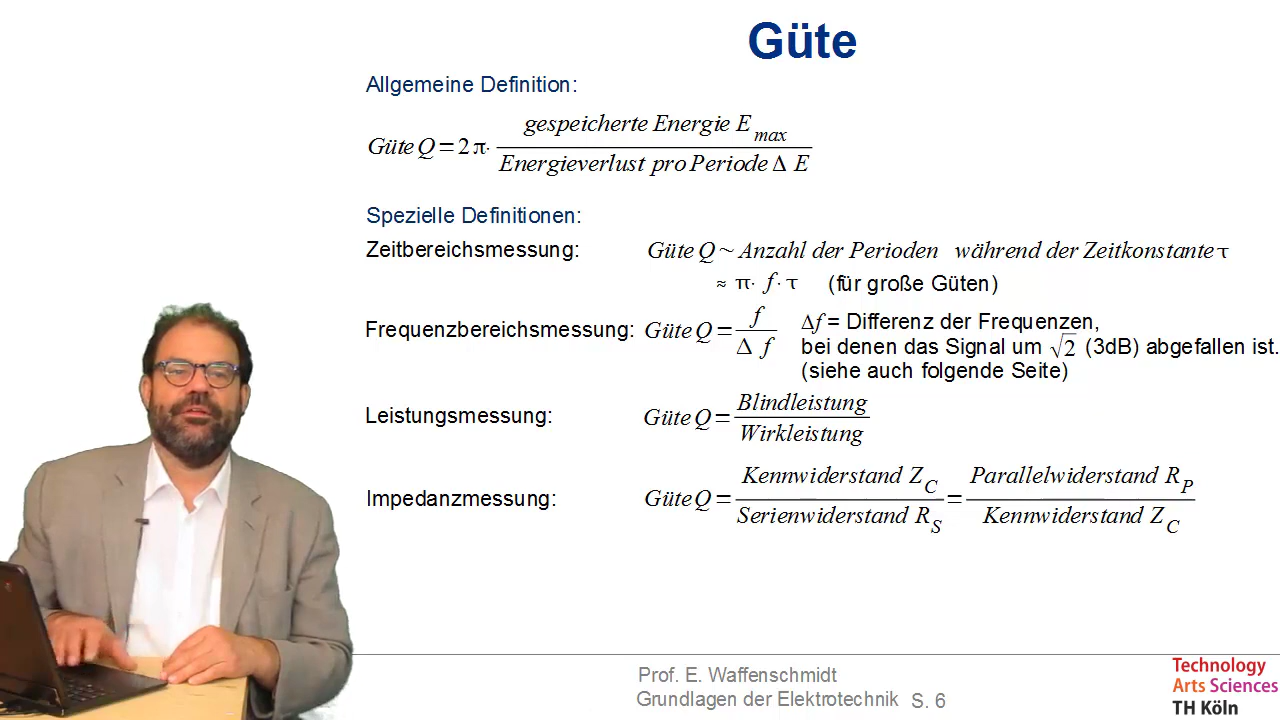 Güte
Allgemeine Definition:
Güte Q = 2 π · gespeicherte Energie E_max / Energieverlust pro Periode Δ E
Spezielle Definitionen:
Zeitbereichsmessung: Güte Q ~ Anzahl der Perioden während der Zeitkonstante τ
≈ π · f · τ (für große Güten)
Frequenzbereichsmessung: Güte Q = f / Δ f Δf = Differenz der Frequenzen,
bei denen das Signal um √2 (3dB) abgefallen ist.
(siehe auch folgende Seite)
Leistungsmessung: Güte Q = Blindleistung / Wirkleistung
Impedanzmessung: Güte Q = Kennwiderstand Z_C / Serienwiderstand R_S = Parallelwiderstand R_P / Kennwiderstand Z_C
Prof. E. Waffenschmidt
Grundlagen der Elektrotechnik S. 6
Technology
Arts Sciences
TH Köln